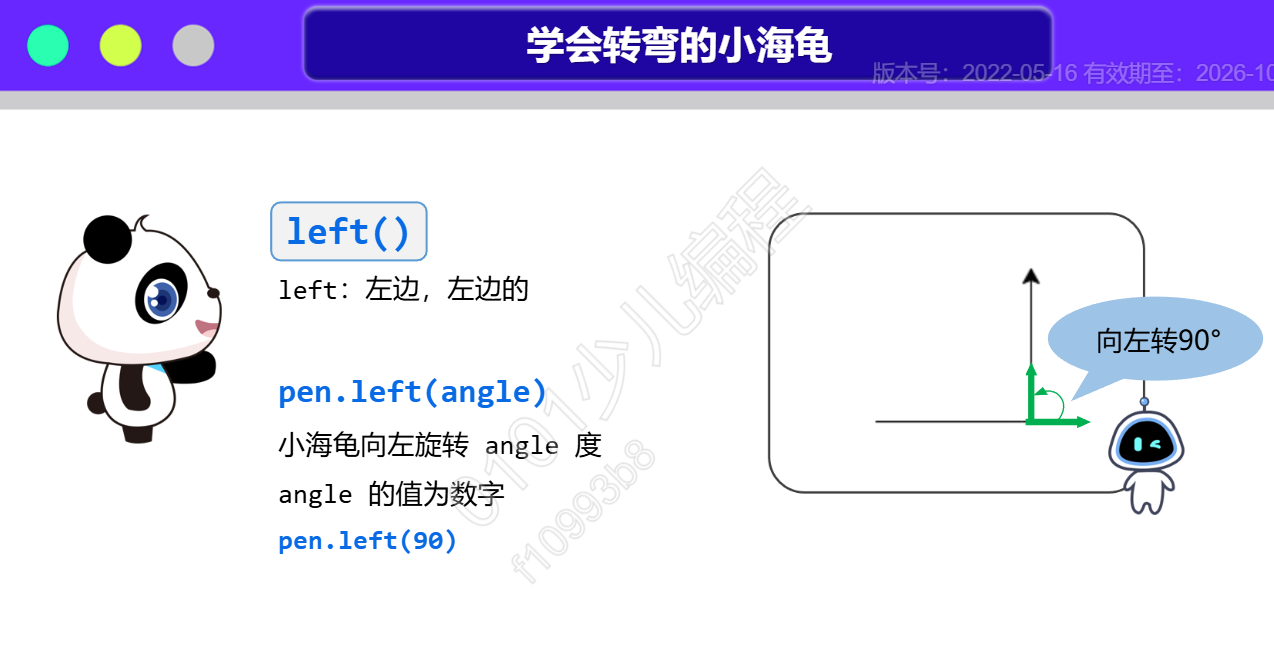 学会转弯的小海龟
版本号：2022-05-16 有效期至：2026-10
left()
left：左边，左边的
pen.left(angle)
小海龟向左旋转 angle 度
angle 的值为数字
pen.left(90)
向左转90°
0101少儿编程
f10993b8